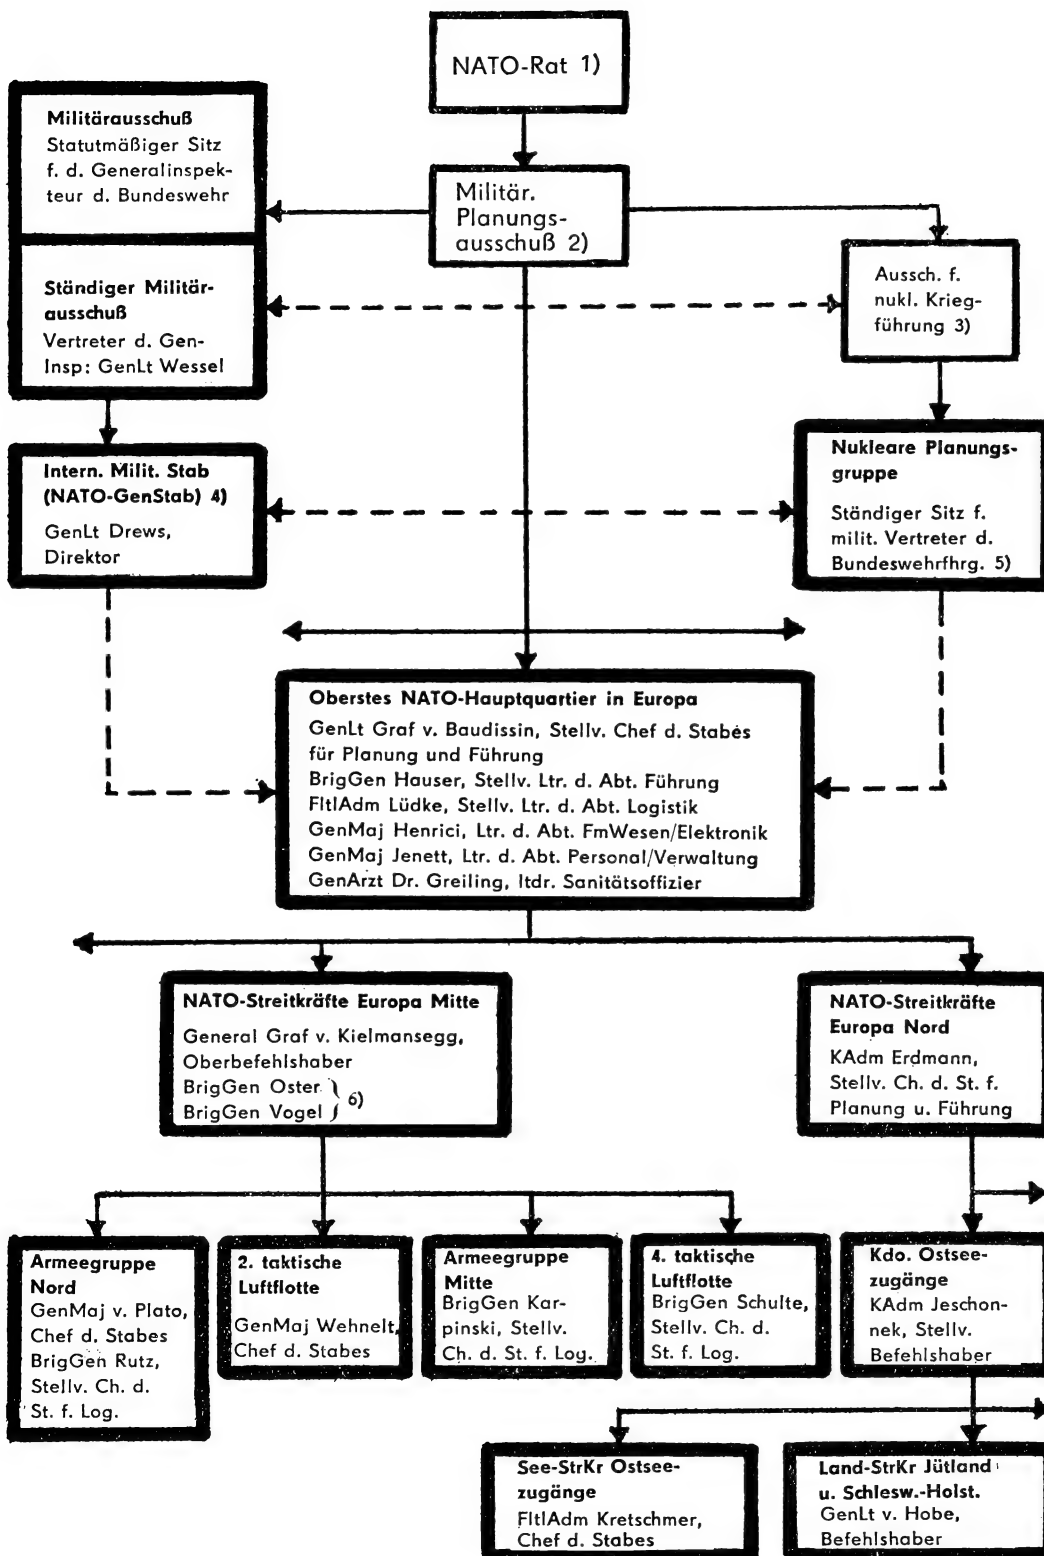 NATO-Rat 1)
Militärausschuß
Statutmäßiger Sitz
f. d. Generalinspek-
teur d. Bundeswehr
Militär.
Planungs-
ausschuß 2)
Ständiger Militär-
ausschuß
Vertreter d. Gen-
Insp: GenLt Wessel
Aussch. f.
nukl. Krieg-
führung 3)
Intern. Milit. Stab
(NATO-GenStab) 4)
GenLt Drews,
Direktor
Nukleare Planungs-
gruppe
Ständiger Sitz f.
milit. Vertreter d.
Bundeswehrfhrg. 5)
Oberstes NATO-Hauptquartier in Europa
GenLt Graf v. Baudissin, Stellv. Chef d. Stabes
für Planung und Führung
BrigGen Hauser, Stellv. Ltr. d. Abt. Führung
FltlAdm Lüdke, Stellv. Ltr. d. Abt. Logistik
GenMaj Henrici, Ltr. d. Abt. FmWesen/Elektronik
GenMaj Jenett, Ltr. d. Abt. Personal/Verwaltung
GenArzt Dr. Greiling, ltdr. Sanitätsoffizier
NATO-Streitkräfte Europa Mitte
General Graf v. Kielmansegg,
Oberbefehlshaber
BrigGen Oster
BrigGen Vogel
6)
NATO-Streitkräfte
Europa Nord
KAdm Erdmann,
Stellv. Ch. d. St. f.
Planung u. Führung
Armeegruppe
Nord
GenMaj v. Plato,
Chef d. Stabes
BrigGen Rutz,
Stellv. Ch. d.
St. f. Log.
2. taktische
Luftflotte
GenMaj Wehnelt,
Chef d. Stabes
Armeegruppe
Mitte
BrigGen Kar-
pinski, Stellv.
Ch. d. St. f. Log.
4. taktische
Luftflotte
BrigGen Schulte,
Stellv. Ch. d.
St. f. Log.
Kdo. Ostsee-
zugänge
KAdm Jeschon-
nek, Stellv.
Befehlshaber
See-StrKr Ostsee-
zugänge
FltlAdm Kretschmer,
Chef d. Stabes
Land-StrKr Jütland
u. Schlesw.-Holst.
GenLt v. Hobe,
Befehlshaber